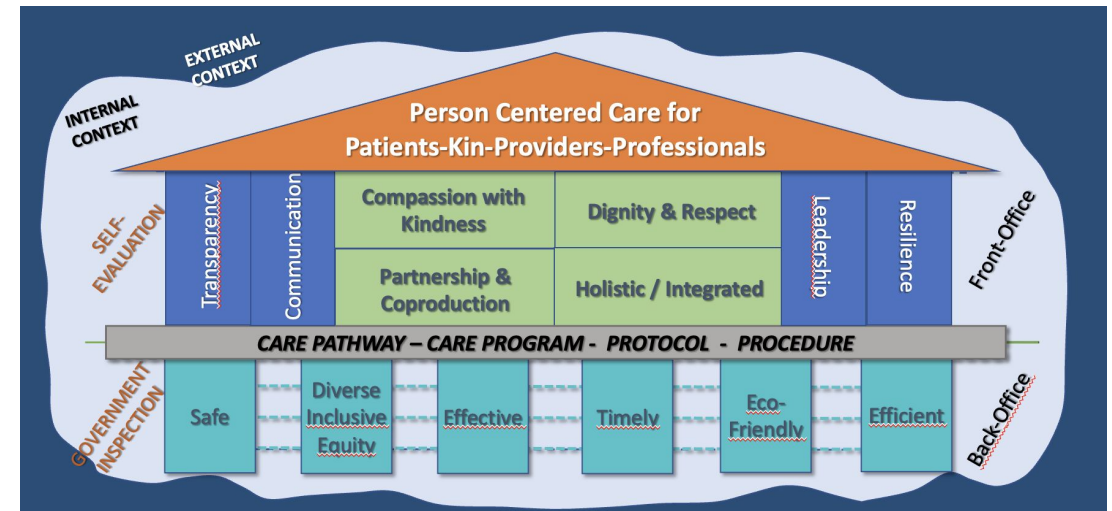 EXTERNAL
CONTEXT
INTERNAL
CONTEXT
Person Centered Care for
Patients-Kin-Providers-Professionals
SELF-
EVALUATION
Transparency
Communication
Compassion with
Kindness
Dignity & Respect
Partnership &
Coproduction
Holistic / Integrated
Leadership
Resilience
Front-Office
CARE PATHWAY – CARE PROGRAM - PROTOCOL - PROCEDURE
GOVERNMENT
INSPECTION
Safe
Diverse
Inclusive
Equity
Effective
Timely
Eco-
Friendly
Efficient
Back-Office